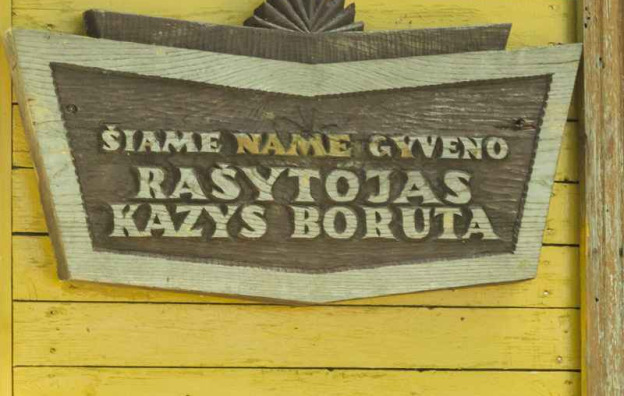 ŠIAME NAME GYVENO
RAŠYTOJAS
KAZYS BORUTA